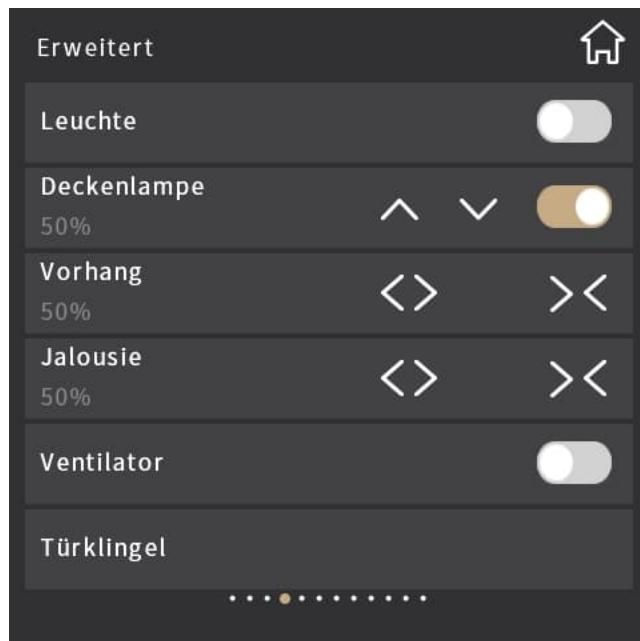 Erweitert
Leuchte
Deckenlampe
50%
Vorhang
50%
Jalousie
50%
Ventilator
Türklingel